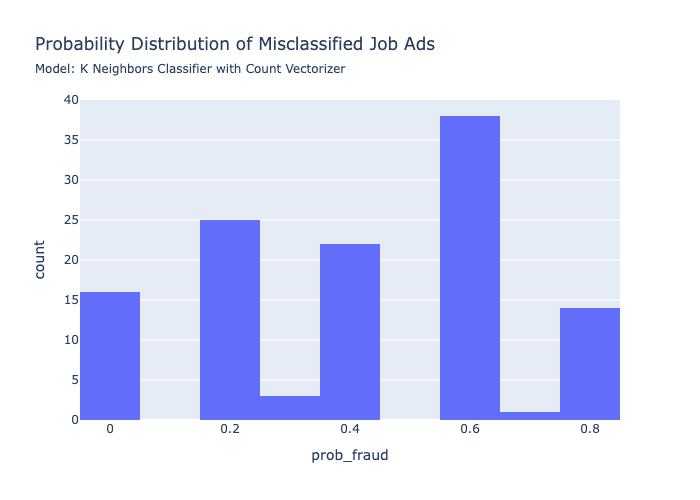 Probability Distribution of Misclassified Job Ads
Model: K Neighbors Classifier with Count Vectorizer
40
35
30
25
20
15
10
5
0
count
0 0.2 0.4 0.6 0.8
prob_fraud